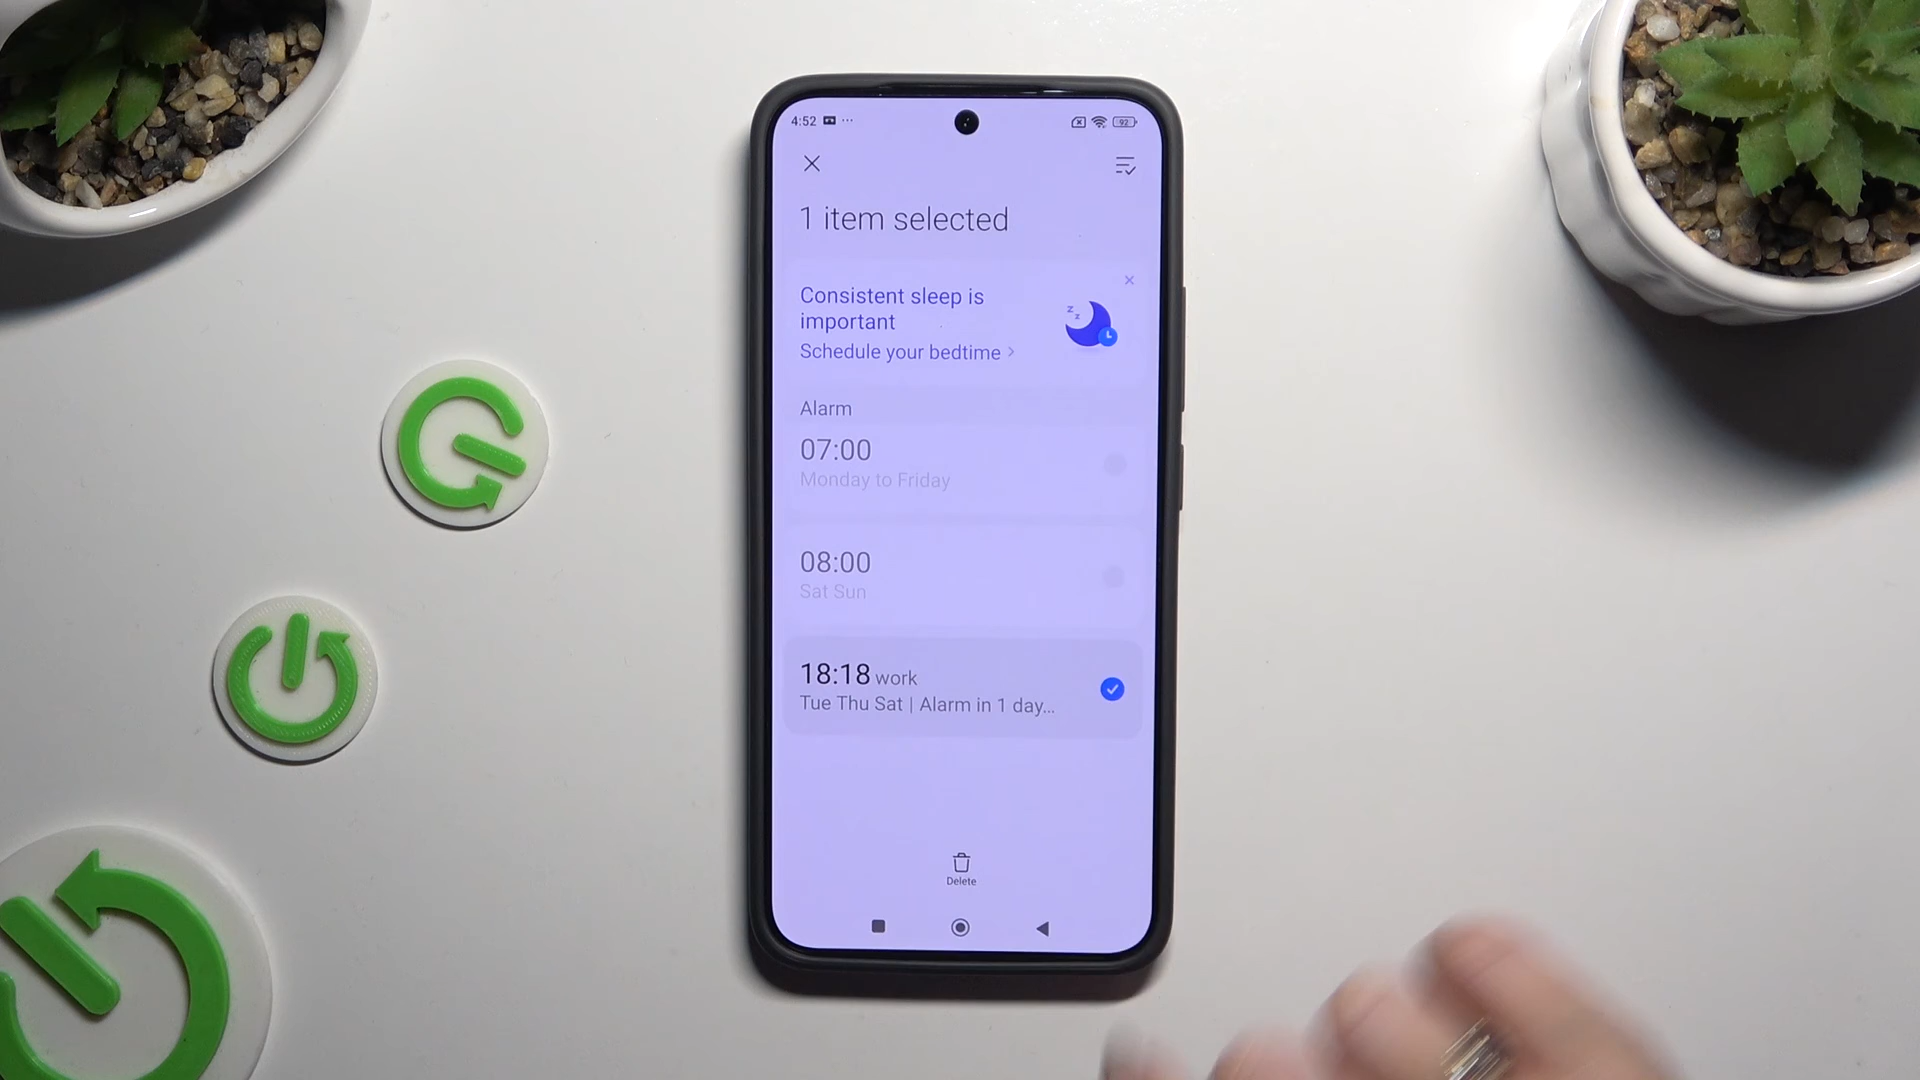 4:52 ... 92
1 item selected
Consistent sleep is
important
Schedule your bedtime >
z z
Alarm
07:00
Monday to Friday
08:00
Sat Sun
18:18 work
Tue Thu Sat | Alarm in 1 day...
Delete